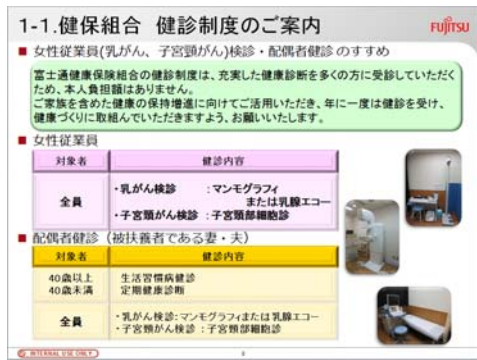 1-1.健保組合 健診制度のご案内
FUJITSU
■ 女性従業員(乳がん、子宮頸がん)検診・配偶者健診 のすすめ
富士通健康保険組合の健診制度は、充実した健康診断を多くの方に受診していただく
ため、本人負担額はありません。
ご家族を含めた健康の保持増進に向けてご活用いただき、年に一度は健診を受け、
健康づくりに取組んでいただきますよう、お願いいたします。
■ 女性従業員
対象者 健診内容
全員
・乳がん検診 :マンモグラフィ
または乳腺エコー
・子宮頸がん検診 :子宮頸部細胞診
■ 配偶者健診(被扶養者である妻・夫)
対象者 健診内容
40歳以上 生活習慣病健診
40歳未満 定期健康診断
全員
・乳がん検診:マンモグラフィまたは乳腺エコー
・子宮頸がん検診 :子宮頸部細胞診
INTERNAL USE ONLY